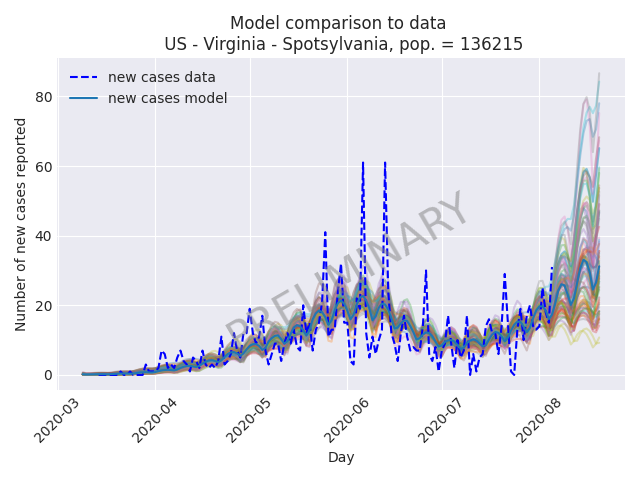 Model comparison to data
US - Virginia - Spotsylvania, pop. = 136215
new cases data
new cases model
PRELIMINARY
Number of new cases reported
80
60
40
20
0
2020-03
2020-04
2020-05
2020-06
2020-07
2020-08
Day